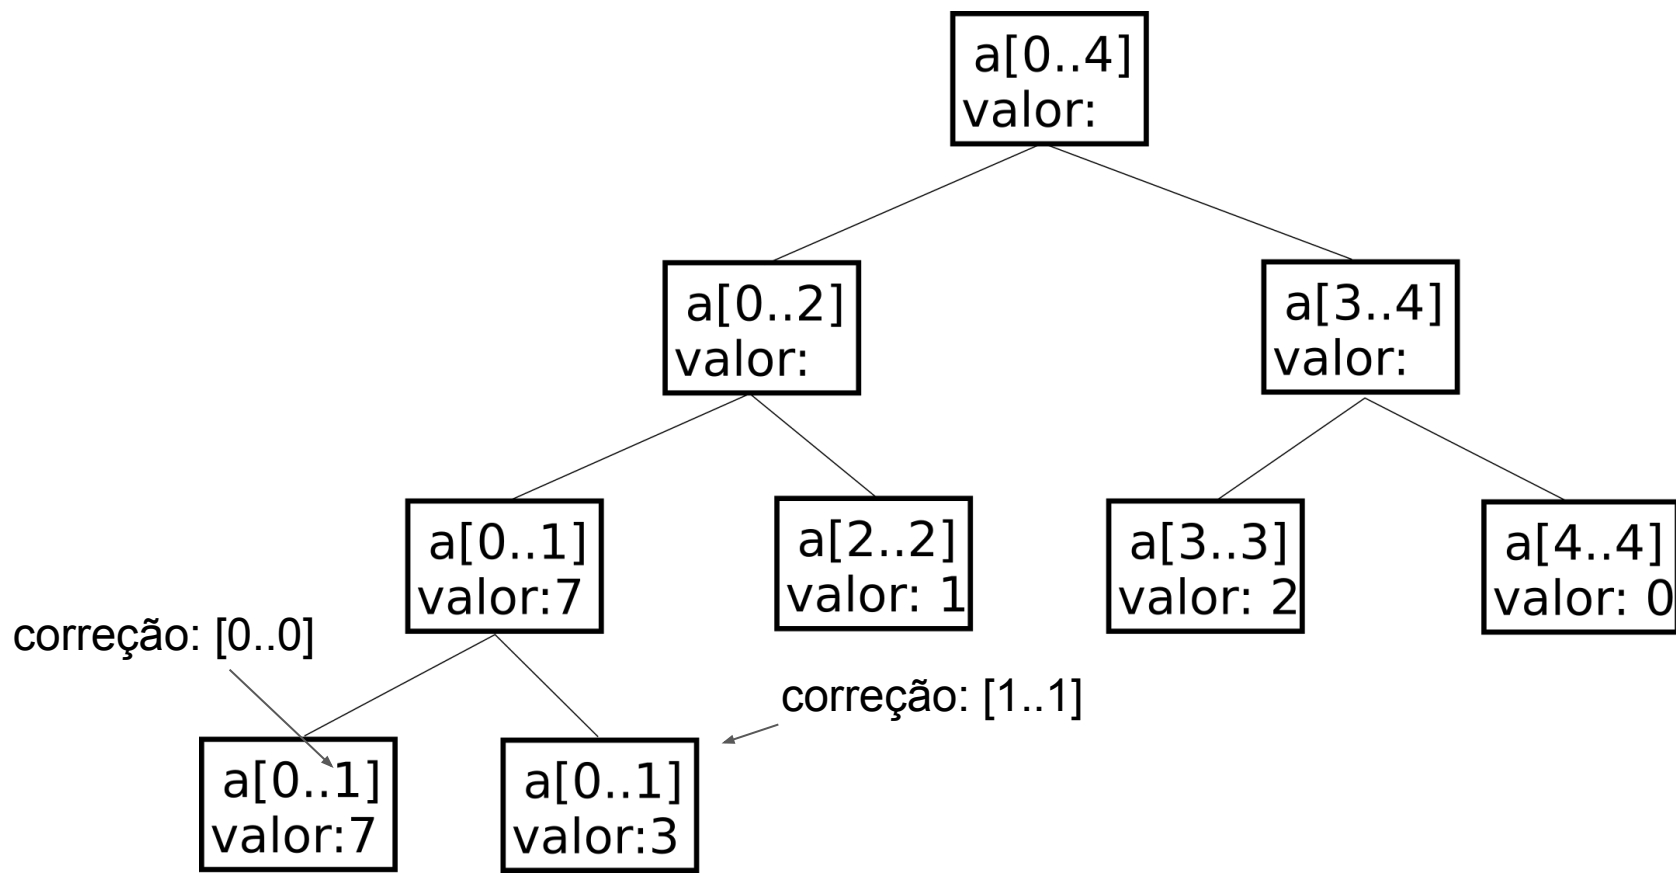 a[0..4]
valor:
a[0..2]
valor:
a[3..4]
valor:
a[0..1]
valor:7
a[2..2]
valor: 1
a[3..3]
valor: 2
a[4..4]
valor: 0
correção: [0..0]
correção: [1..1]
a[0..1]
valor:7
a[0..1]
valor:3